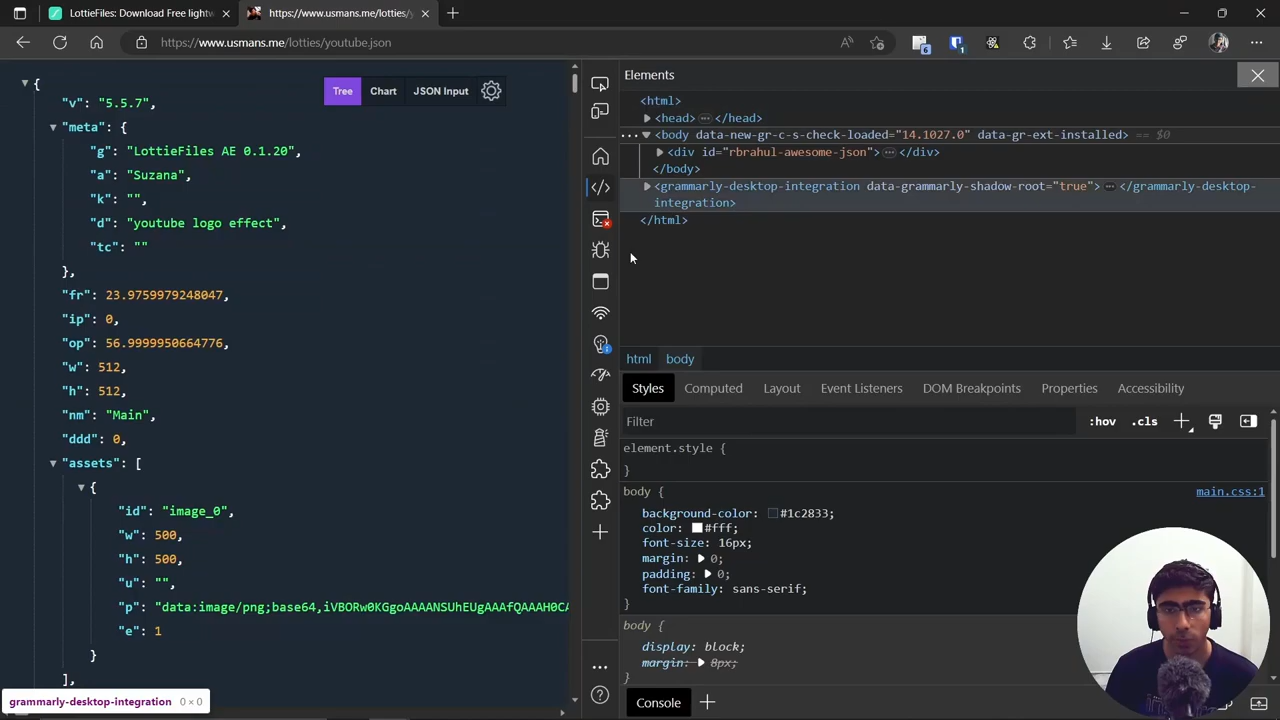 LottieFiles: Download Free lightw
https://www.usmans.me/lotties/y
https://www.usmans.me/lotties/youtube.json
6
1
{
"v": "5.5.7",
"meta": {
"g": "LottieFiles AE 0.1.20",
"a": "Suzana",
"k": "",
"d": "youtube logo effect",
"tc": ""
},
"fr": 23.9759979248047,
"ip": 0,
"op": 56.9999950664776,
"w": 512,
"h": 512,
"nm": "Main",
"ddd": 0,
"assets": [
{
"id": "image_0",
"w": 500,
"h": 500,
"u": "",
"p": "data:image/png;base64,iVBORw0KGgoAAAANSUhEUgAAAfQAAAH0CA
"e": 1
}
],
Tree Chart JSON Input
grammarly-desktop-integration 0 × 0
Elements
<html>
<head> </head>
<body data-new-gr-c-s-check-loaded="14.1027.0" data-gr-ext-installed> == $0
<div id="rbrahul-awesome-json"> </div>
</body>
<grammarly-desktop-integration data-grammarly-shadow-root="true"> </grammarly-desktop-
integration>
</html>
html body
Styles Computed Layout Event Listeners DOM Breakpoints Properties Accessibility
Filter :hov .cls
element.style {
}
body { main.css:1
background-color: #1c2833;
color: #fff;
font-size: 16px;
margin: 0;
padding: 0;
font-family: sans-serif;
}
body {
display: block;
margin: 8px;
}
Console